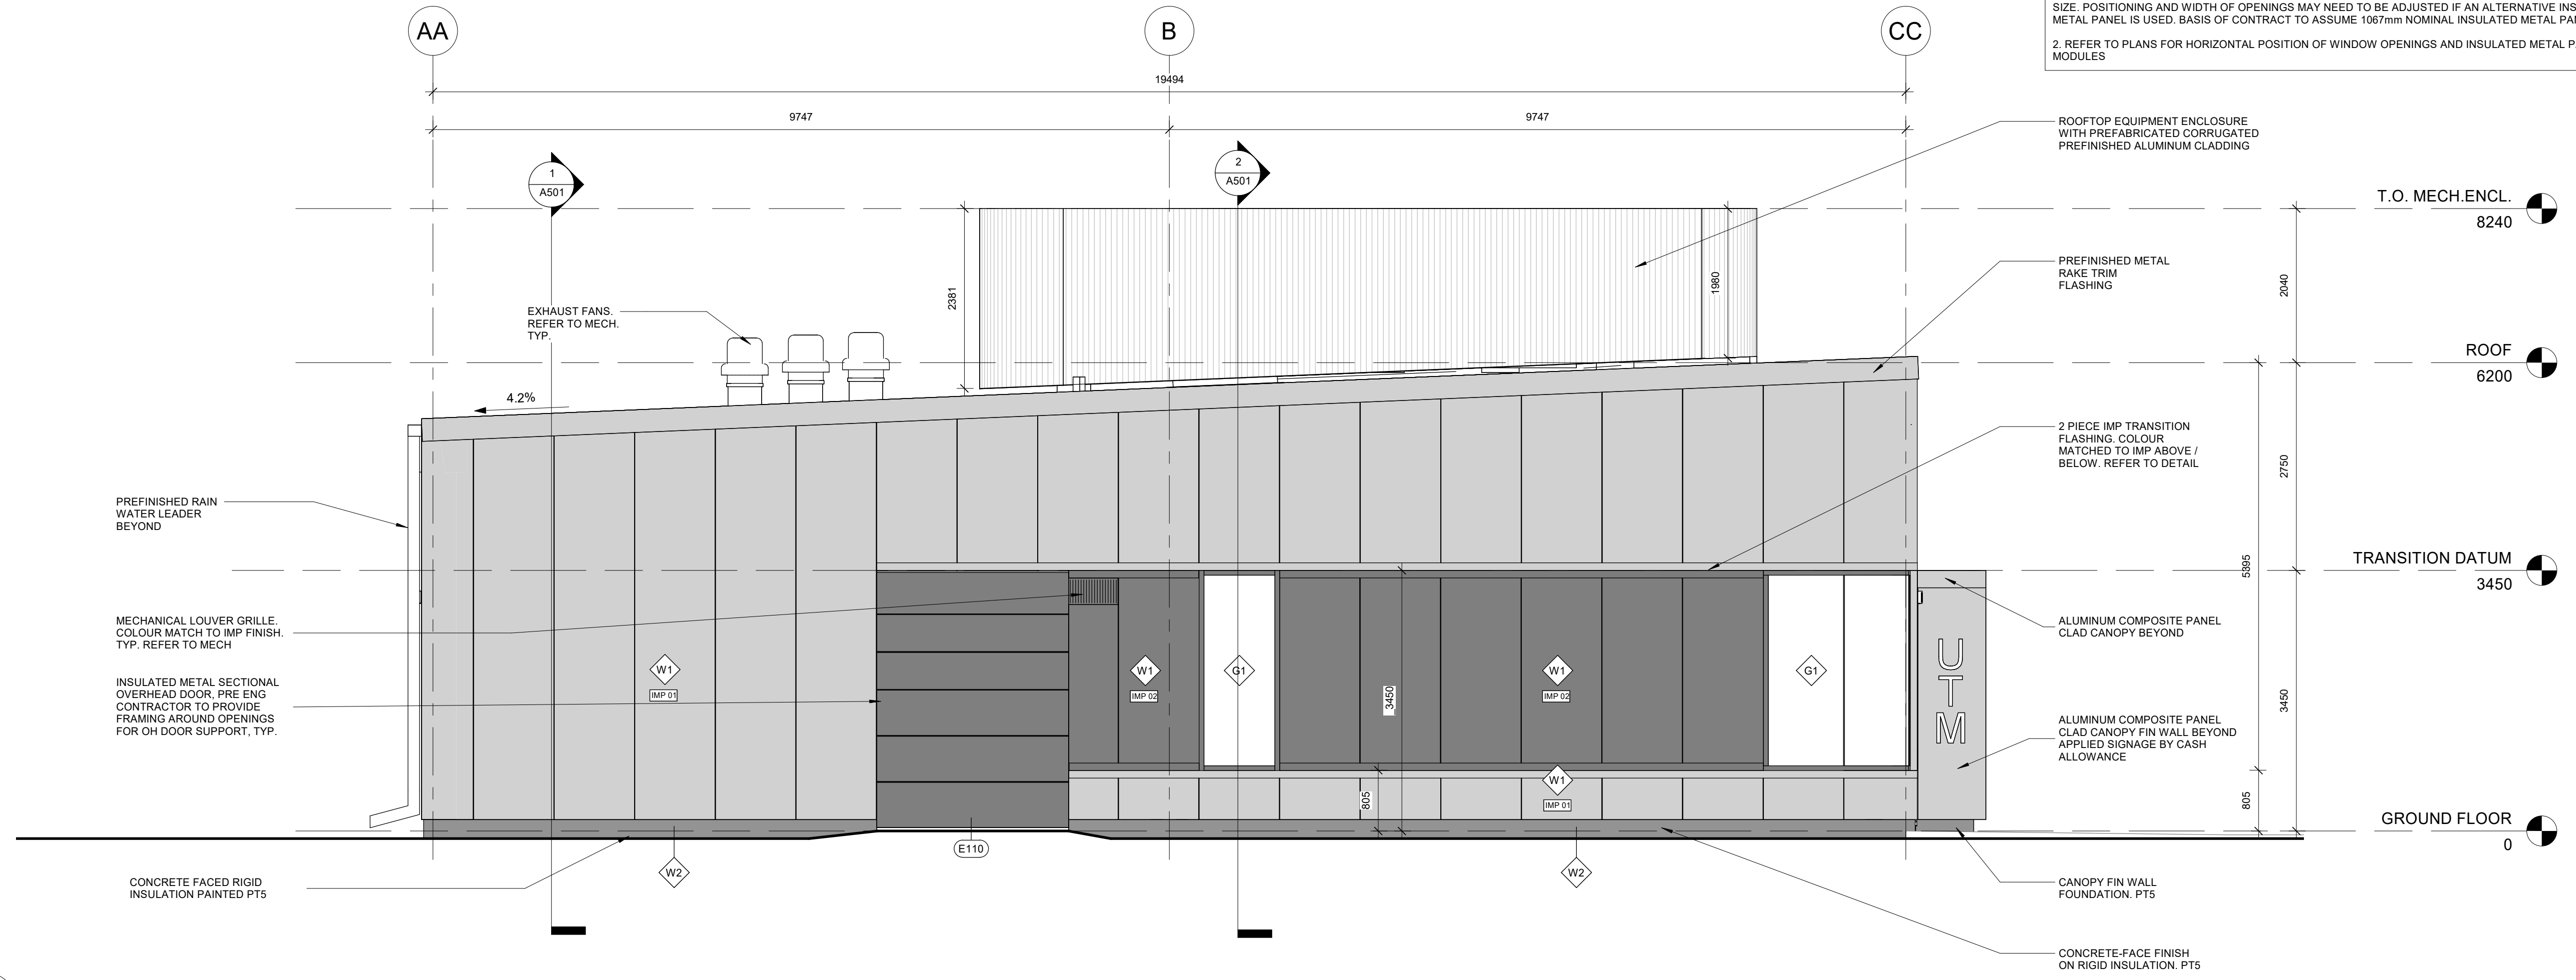 AA
B
CC
SIZE. POSITIONING AND WIDTH OF OPENINGS MAY NEED TO BE ADJUSTED IF AN ALTERNATIVE
METAL PANEL IS USED. BASIS OF CONTRACT TO ASSUME 1067mm NOMINAL INSULATED METAL
2. REFER TO PLANS FOR HORIZONTAL POSITION OF WINDOW OPENINGS AND INSULATED METAL
MODULES
19494
9747
9747
1
A501
2
A501
ROOFTOP EQUIPMENT ENCLOSURE
WITH PREFABRICATED CORRUGATED
PREFINISHED ALUMINUM CLADDING
T.O. MECH.ENCL.
8240
PREFINISHED METAL
RAKE TRIM
FLASHING
2381
1980
2040
EXHAUST FANS.
REFER TO MECH.
TYP.
ROOF
6200
4.2%
2 PIECE IMP TRANSITION
FLASHING. COLOUR
MATCHED TO IMP ABOVE /
BELOW. REFER TO DETAIL
2750
PREFINISHED RAIN
WATER LEADER
BEYOND
5395
TRANSITION DATUM
3450
MECHANICAL LOUVER GRILLE.
COLOUR MATCH TO IMP FINISH.
TYP. REFER TO MECH
ALUMINUM COMPOSITE PANEL
CLAD CANOPY BEYOND
W1
IMP 01
W1
IMP 02
G1
W1
IMP 02
G1
U
T
M
INSULATED METAL SECTIONAL
OVERHEAD DOOR, PRE ENG
CONTRACTOR TO PROVIDE
FRAMING AROUND OPENINGS
FOR OH DOOR SUPPORT, TYP.
3450
3450
ALUMINUM COMPOSITE PANEL
CLAD CANOPY FIN WALL BEYOND
APPLIED SIGNAGE BY CASH
ALLOWANCE
W1
IMP 01
805
805
GROUND FLOOR
0
E110
W2
W2
CONCRETE FACED RIGID
INSULATION PAINTED PT5
CANOPY FIN WALL
FOUNDATION. PT5
CONCRETE-FACE FINISH
ON RIGID INSULATION. PT5